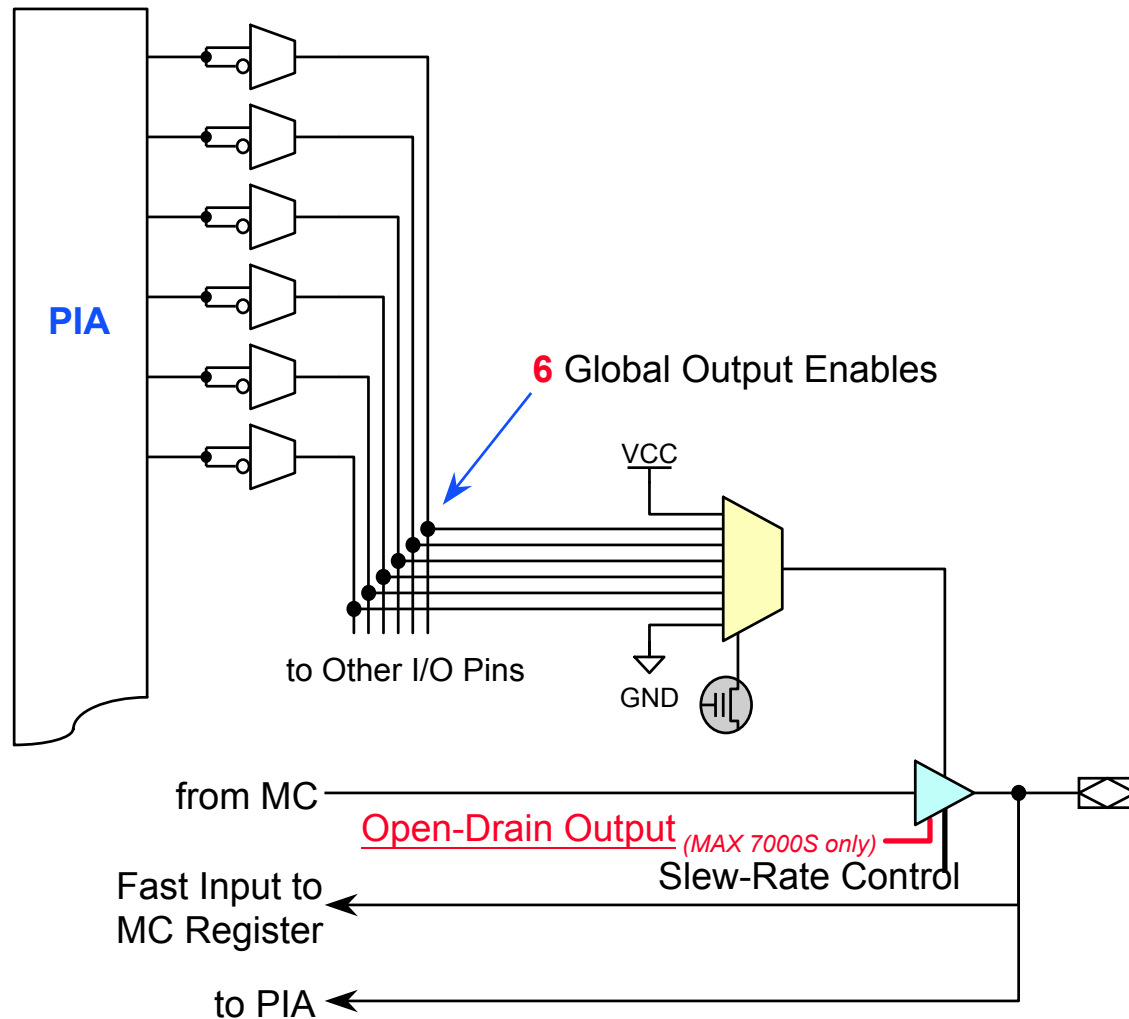 PIA
6 Global Output Enables
VCC
to Other I/O Pins
GND
from MC
Open-Drain Output (MAX 7000S only)
Slew-Rate Control
Fast Input to
MC Register
to PIA